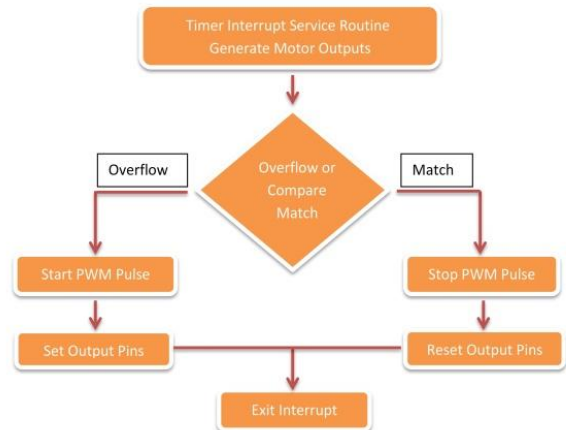 Timer Interrupt Service Routine
Generate Motor Outputs
Overflow
Overflow or
Compare
Match
Match
Start PWM Pulse
Stop PWM Pulse
Set Output Pins
Reset Output Pins
Exit Interrupt